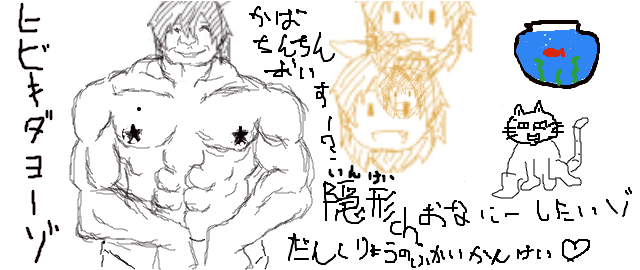 ヒビキダヨーゾ
かば
ちんちん
おいすー?
いんけい
隠形chおなにーしたいゾ
だんくりょうのふかいかんけい♡